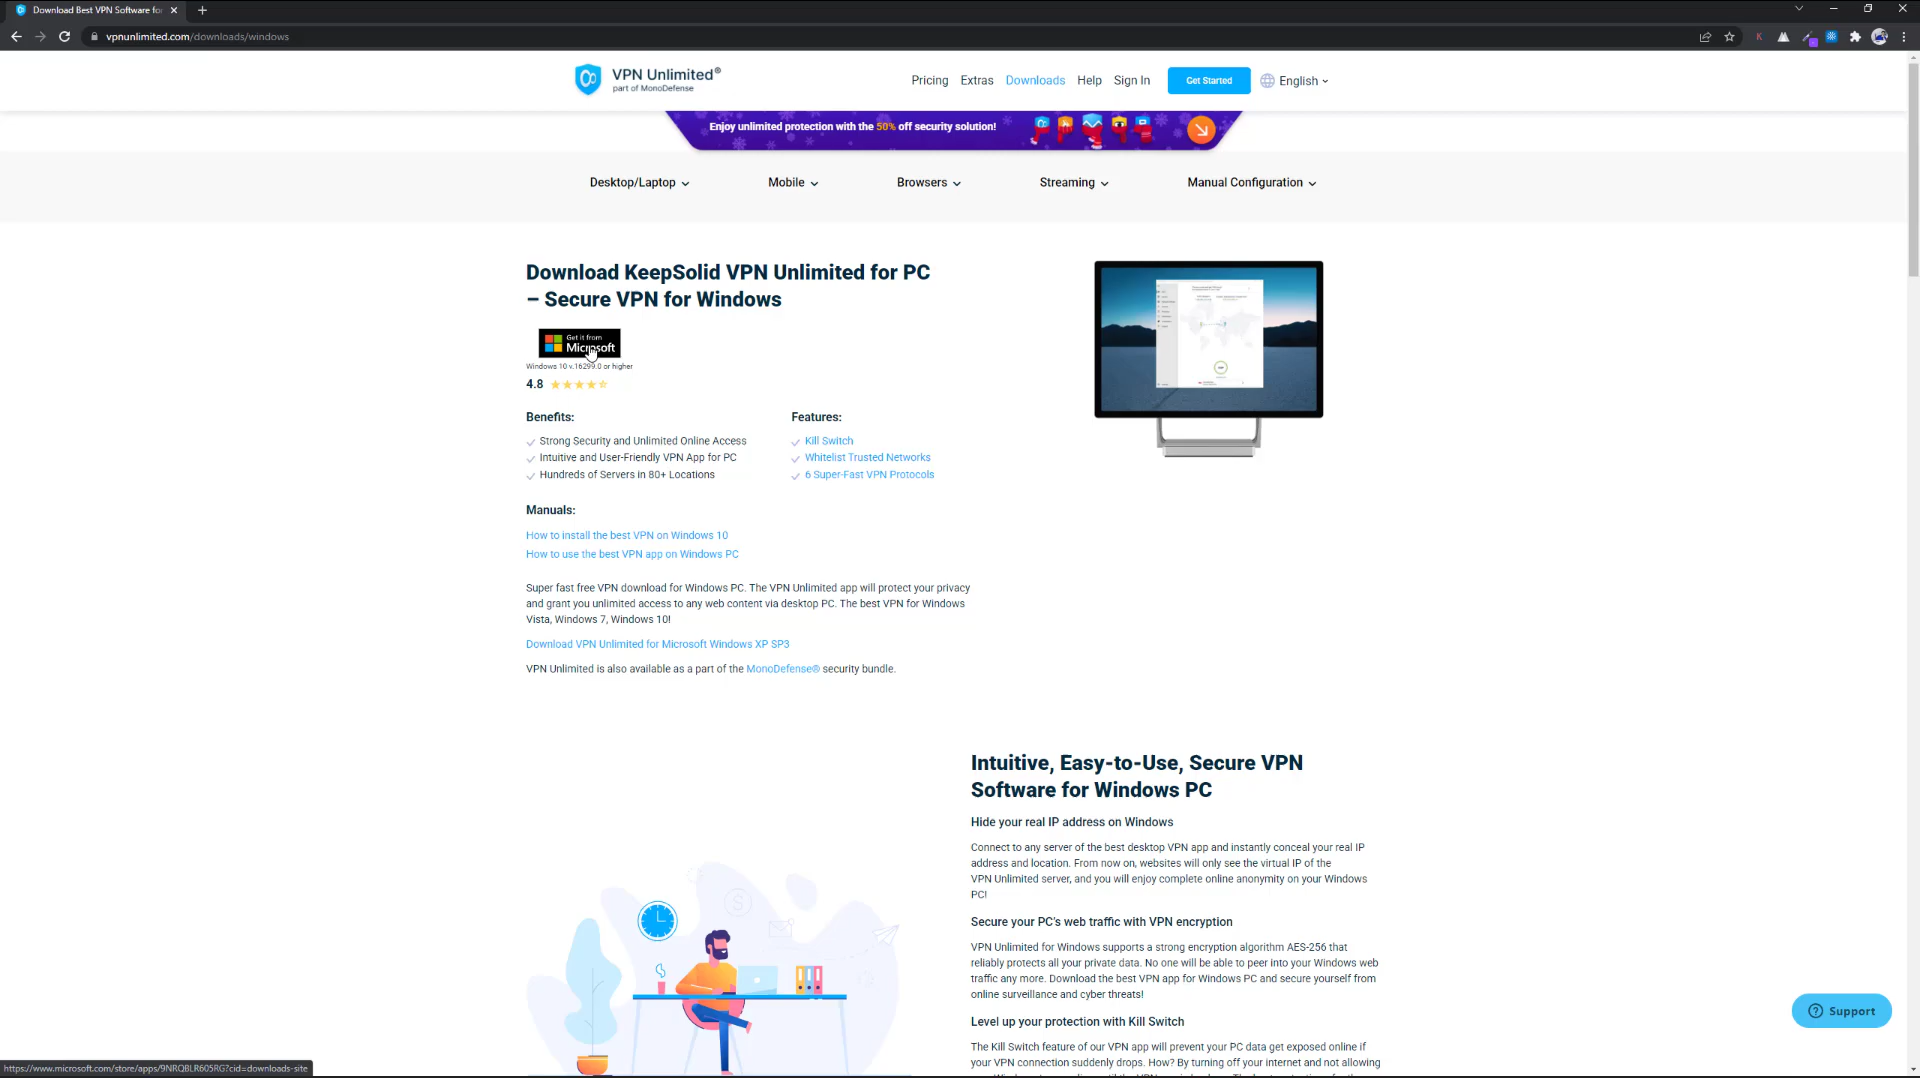 Download Best VPN Software for
vpnunlimited.com/downloads/windows
VPN Unlimited®
part of MonoDefense
Pricing
Extras
Downloads
Help
Sign In
Get Started
English
Enjoy unlimited protection with the 50% off security solution!
Desktop/Laptop
Mobile
Browsers
Streaming
Manual Configuration
Download KeepSolid VPN Unlimited for PC
– Secure VPN for Windows
Get it from
Microsoft
Windows 10 v.16299.0 or higher
4.8
Benefits:
Strong Security and Unlimited Online Access
Intuitive and User-Friendly VPN App for PC
Hundreds of Servers in 80+ Locations
Features:
Kill Switch
Whitelist Trusted Networks
6 Super-Fast VPN Protocols
Manuals:
How to install the best VPN on Windows 10
How to use the best VPN app on Windows PC
Super fast free VPN download for Windows PC. The VPN Unlimited app will protect your privacy
and grant you unlimited access to any web content via desktop PC. The best VPN for Windows
Vista, Windows 7, Windows 10!
Download VPN Unlimited for Microsoft Windows XP SP3
VPN Unlimited is also available as a part of the MonoDefense® security bundle.
Intuitive, Easy-to-Use, Secure VPN
Software for Windows PC
Hide your real IP address on Windows
Connect to any server of the best desktop VPN app and instantly conceal your real IP
address and location. From now on, websites will only see the virtual IP of the
VPN Unlimited server, and you will enjoy complete online anonymity on your Windows
PC!
Secure your PC's web traffic with VPN encryption
VPN Unlimited for Windows supports a strong encryption algorithm AES-256 that
reliably protects all your private data. No one will be able to peer into your Windows web
traffic any more. Download the best VPN app for Windows PC and secure yourself from
online surveillance and cyber threats!
Level up your protection with Kill Switch
The Kill Switch feature of our VPN app will prevent your PC data get exposed online if
your VPN connection suddenly drops. How? By turning off your internet and not allowing
Support
https://www.microsoft.com/store/apps/9NRQBLR605RG?cid=downloads-site